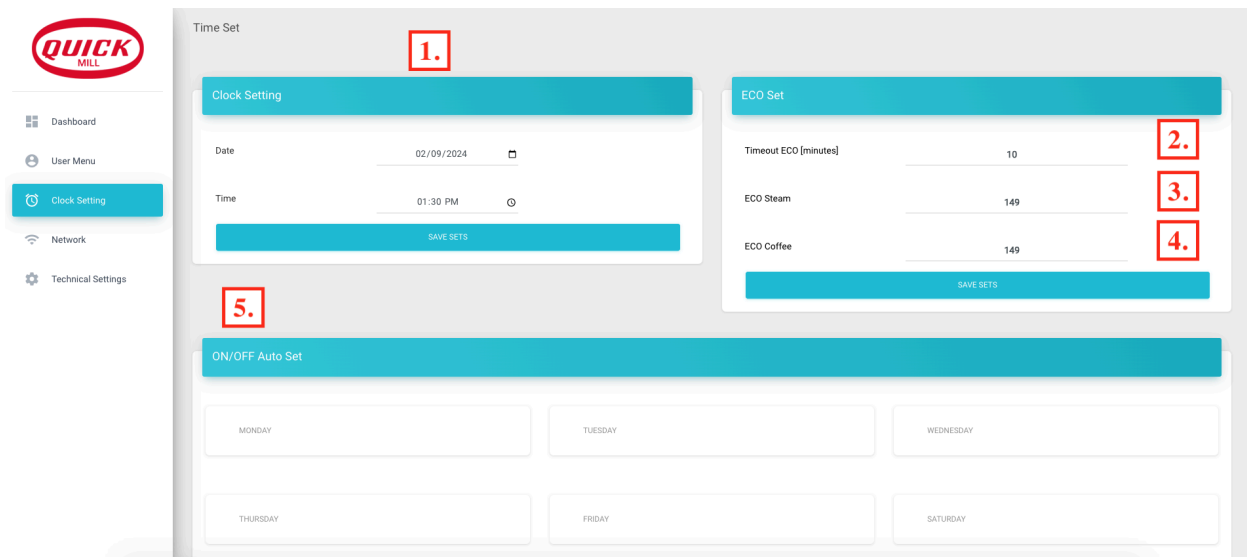 QUICK
MILL
Dashboard
User Menu
Clock Setting
Network
Technical Settings
Time Set
1.
Clock Setting
Date 02/09/2024
Time 01:30 PM
SAVE SETS
ECO Set
2.
Timeout ECO [minutes] 10
3.
ECO Steam 149
4.
ECO Coffee 149
SAVE SETS
5.
ON/OFF Auto Set
MONDAY TUESDAY WEDNESDAY
THURSDAY FRIDAY SATURDAY